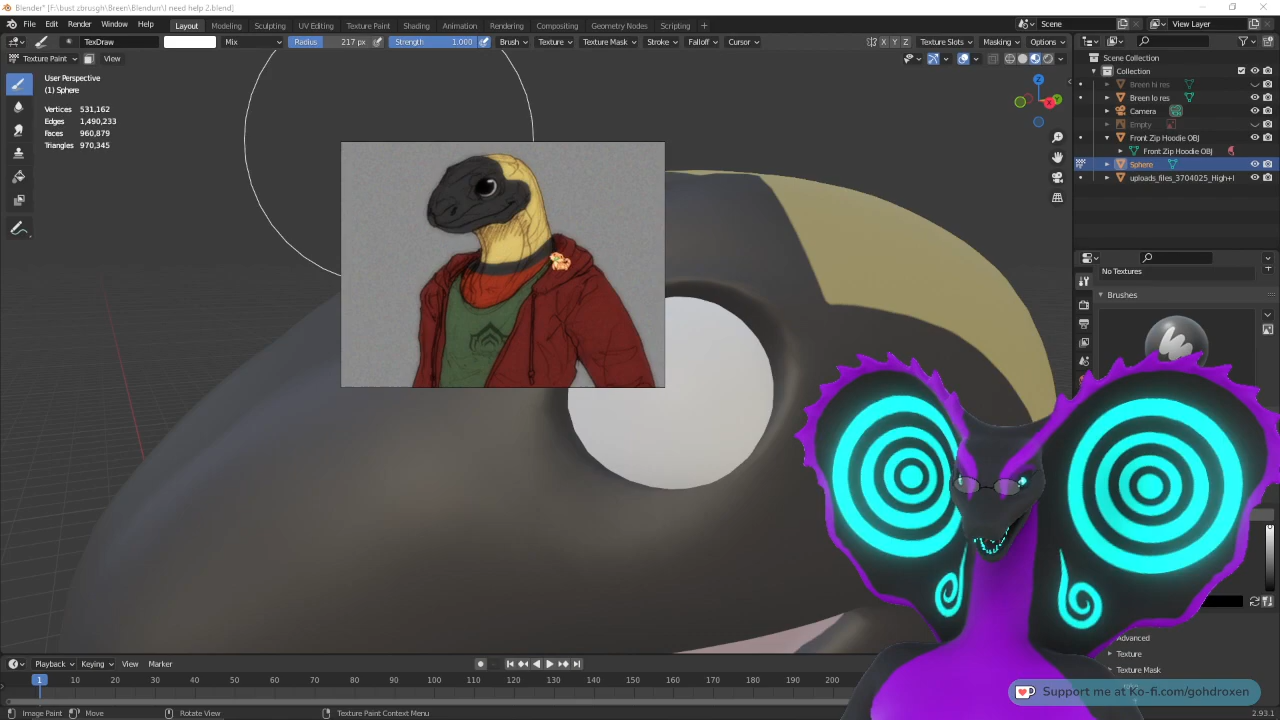 Blender* [F:\bust zbrusgh\Breen\Blendun\I need help 2.blend]
File Edit Render Window Help Layout Modeling Sculpting UV Editing Texture Paint Shading Animation Rendering Compositing Geometry Nodes Scripting + Scene View Layer
TexDraw Mix Radius 217 px Strength 1.000 Brush Texture Texture Mask Stroke Falloff Cursor X Y Z Texture Slots Masking Options
Texture Paint View
User Perspective
(1) Sphere
Vertices 531,162
Edges 1,490,233
Faces 960,879
Triangles 970,345
X
Y
Z
Scene Collection
Collection
Breen hi res
Breen lo res
Camera
Empty
Front Zip Hoodie OBJ
Front Zip Hoodie OBJ
Sphere
uploads_files_3704025_High+I
No Textures
Brushes
Advanced
Texture
Texture Mask
Support me at Ko-fi.com/gohdroxen
Playback Keying View Marker
1 10 20 30 40 50 60 70 80 90 100 110 120 130 140 150 160 170 180 190 200
Image Paint Move Rotate View Texture Paint Context Menu 2.93.1